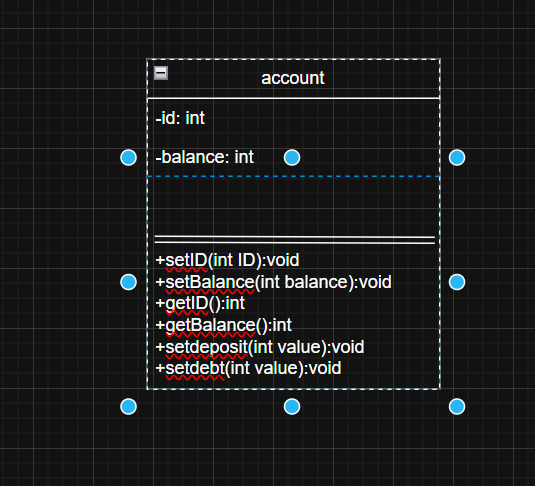 account
-id: int
-balance: int
+setID(int ID):void
+setBalance(int balance):void
+getID():int
+getBalance():int
+setdeposit(int value):void
+setdebt(int value):void